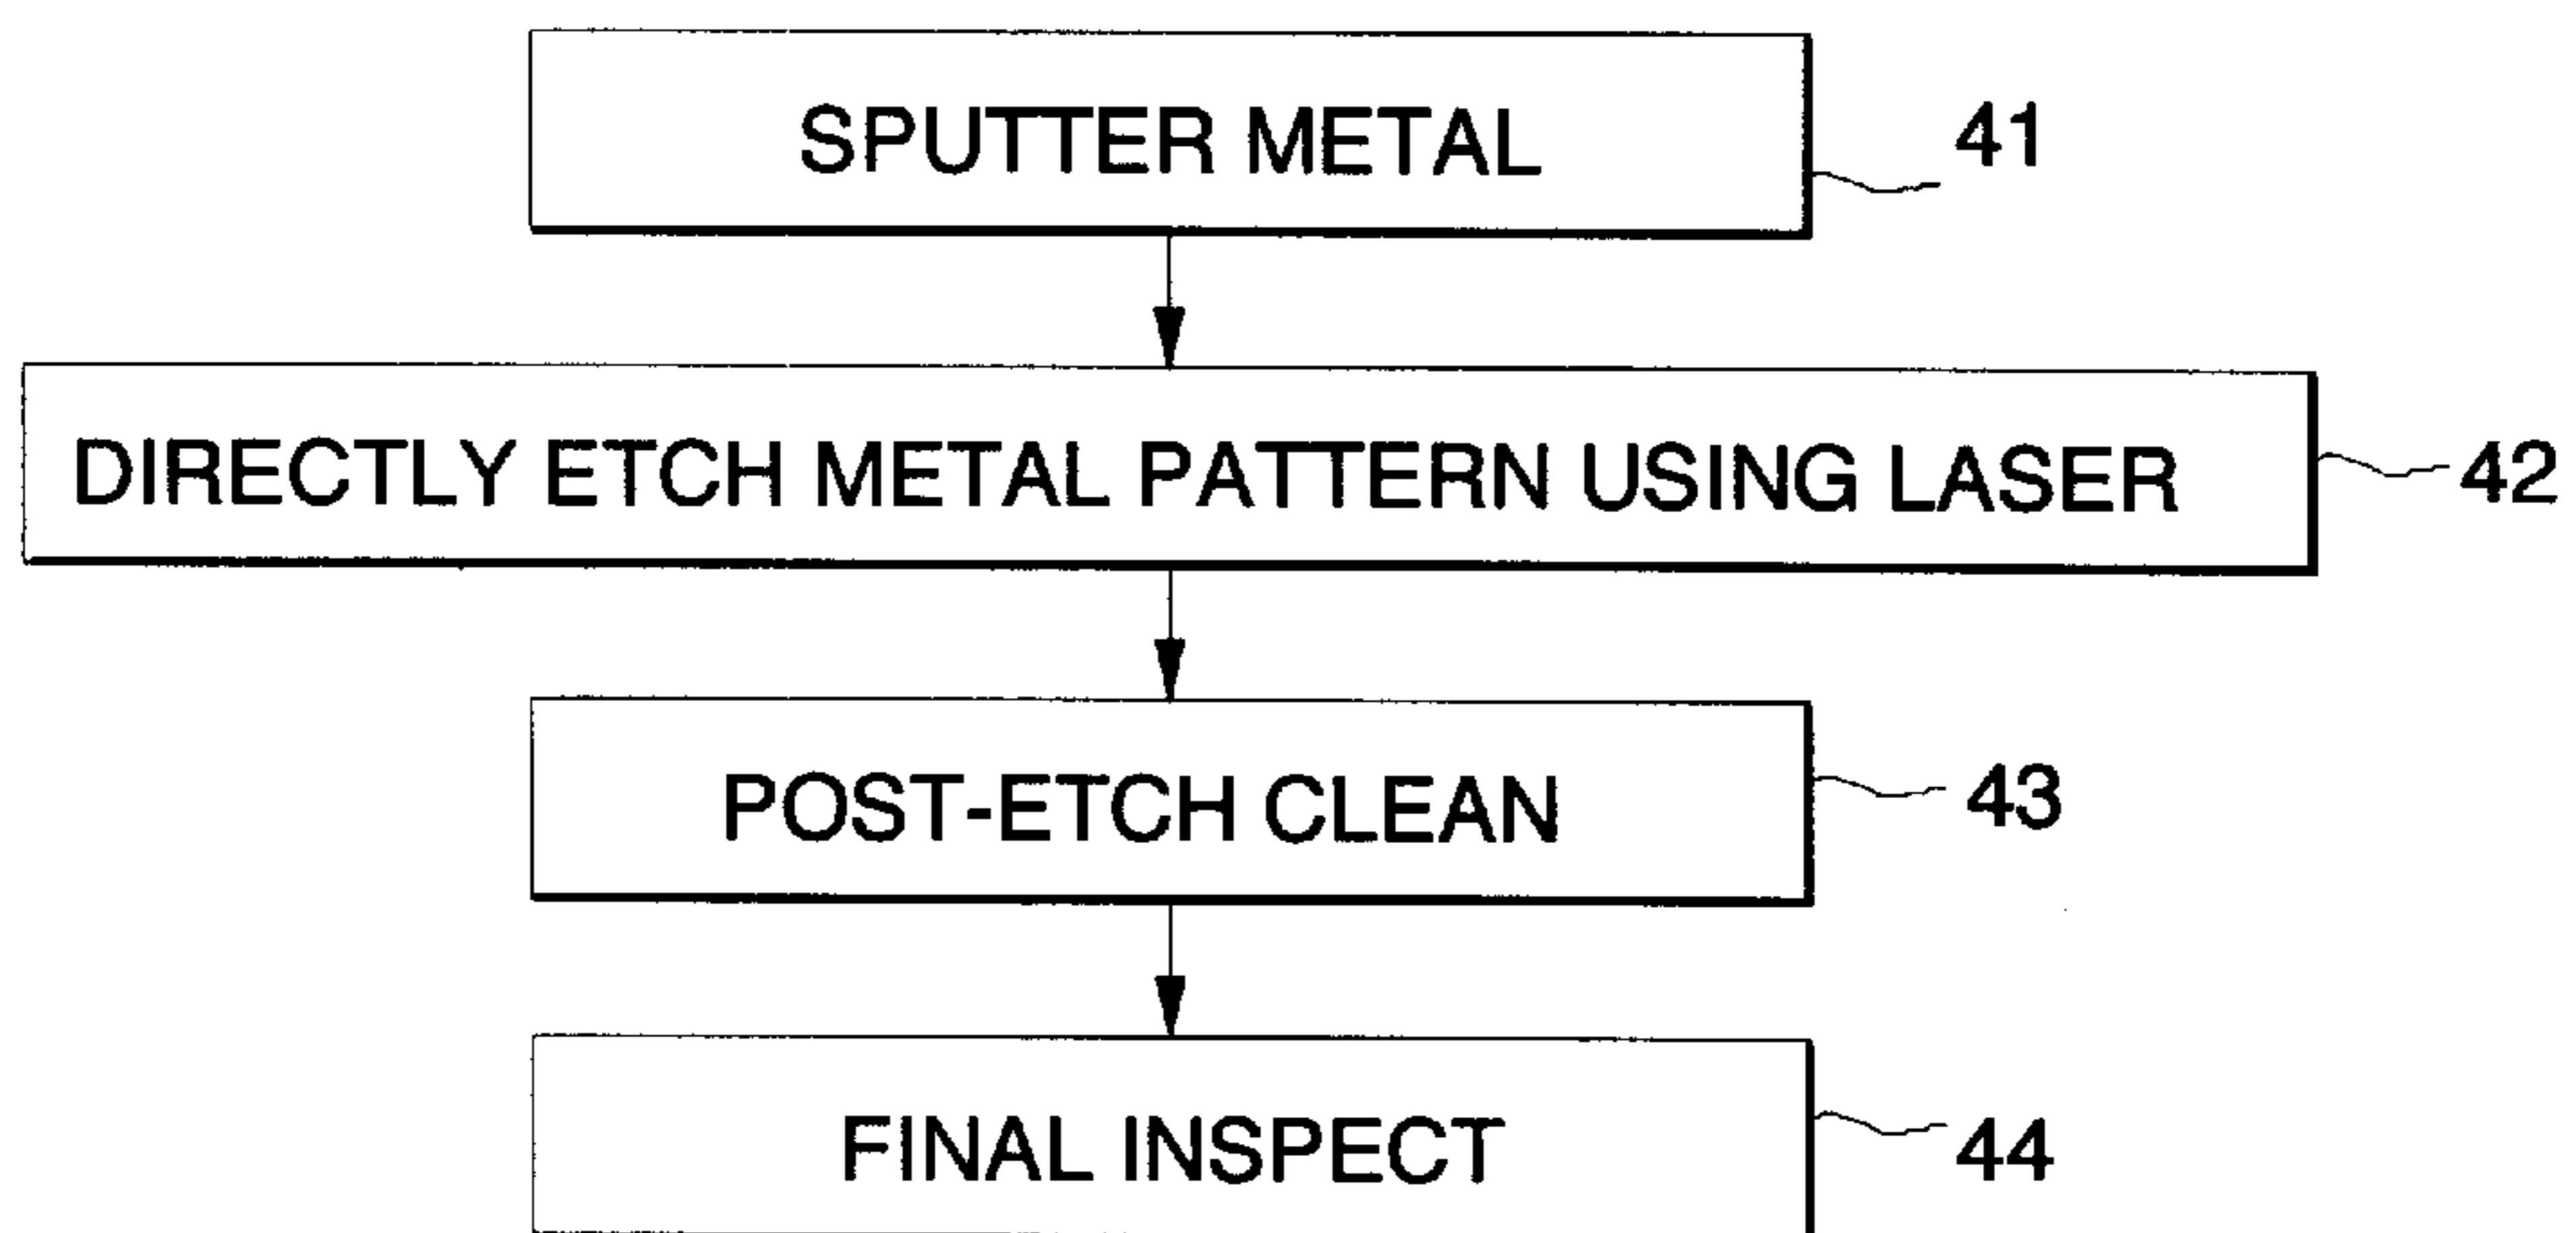 SPUTTER METAL
41
DIRECTLY ETCH METAL PATTERN USING LASER
42
POST-ETCH CLEAN
43
FINAL INSPECT
44